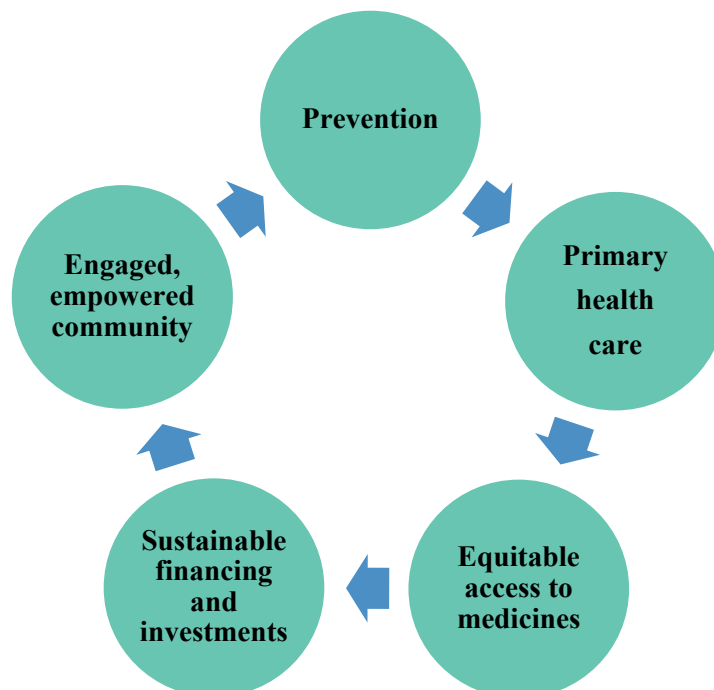 Prevention
Primary
health
care
Equitable
access to
medicines
Sustainable
financing
and
investments
Engaged,
empowered
community